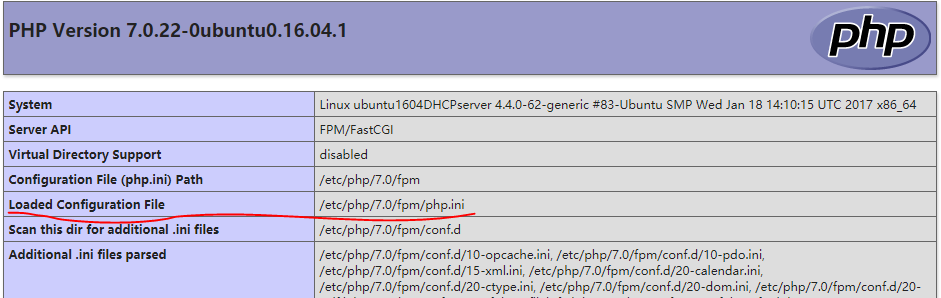 PHP Version 7.0.22-0ubuntu0.16.04.1
php
System Linux ubuntu1604DHCPserver 4.4.0-62-generic #83-Ubuntu SMP Wed Jan 18 14:10:15 UTC 2017 x86_64
Server API FPM/FastCGI
Virtual Directory Support disabled
Configuration File (php.ini) Path /etc/php/7.0/fpm
Loaded Configuration File /etc/php/7.0/fpm/php.ini
Scan this dir for additional .ini files /etc/php/7.0/fpm/conf.d
Additional .ini files parsed /etc/php/7.0/fpm/conf.d/10-opcache.ini, /etc/php/7.0/fpm/conf.d/10-pdo.ini,
/etc/php/7.0/fpm/conf.d/15-xml.ini, /etc/php/7.0/fpm/conf.d/20-calendar.ini,
/etc/php/7.0/fpm/conf.d/20-ctype.ini, /etc/php/7.0/fpm/conf.d/20-dom.ini, /etc/php/7.0/fpm/conf.d/20-